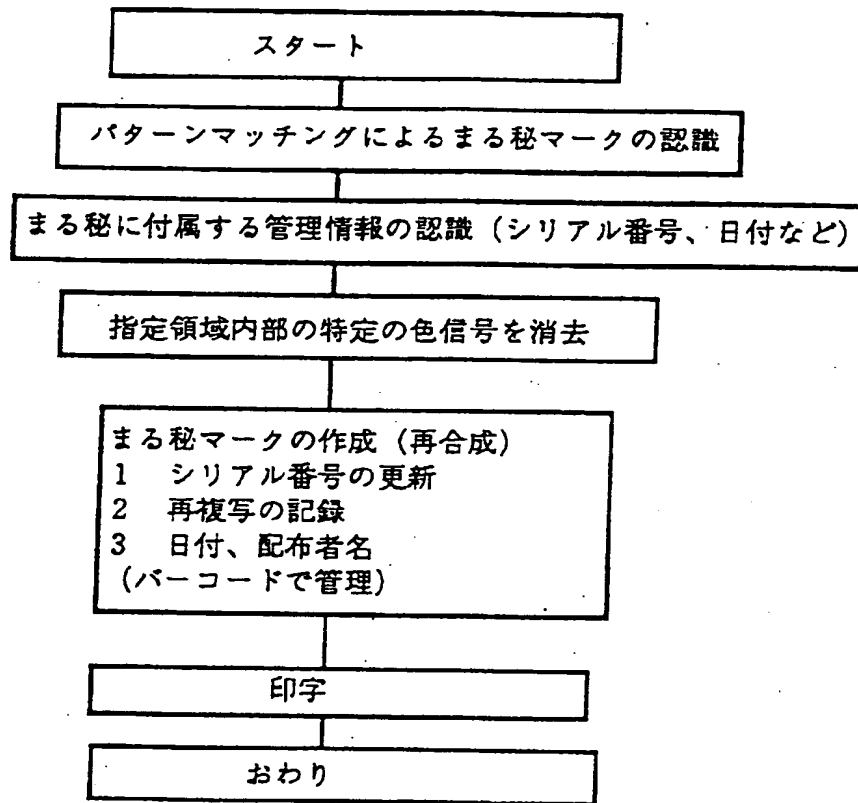 スタート
パターンマッチングによるまる秘マークの認識
まる秘に付属する管理情報の認識（シリアル番号、日付など）
指定領域内部の特定の色信号を消去
まる秘マークの作成（再合成）
1　シリアル番号の更新
2　再複写の記録
3　日付、配布者名
（バーコードで管理）
印字
おわり